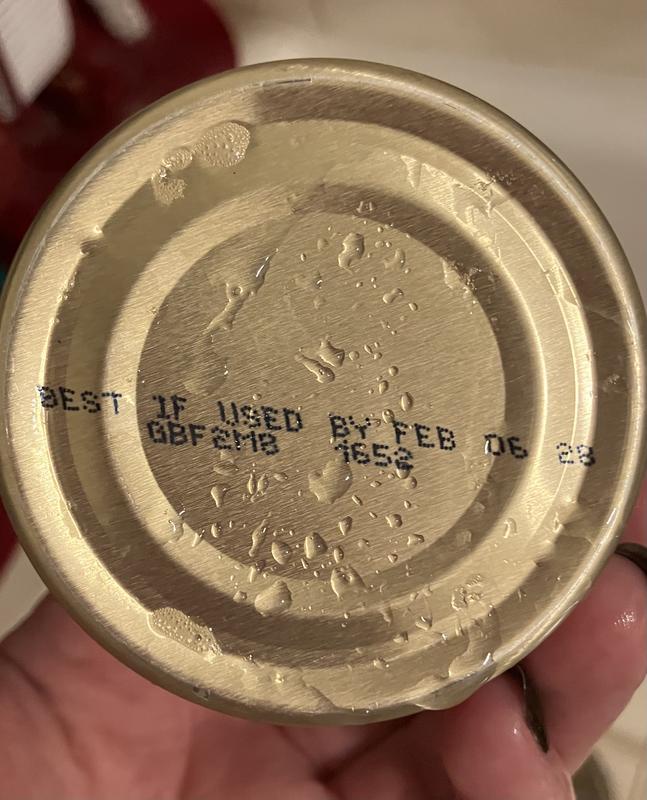 BEST IF USED BY FEB 06 28
GBF2MB 1652